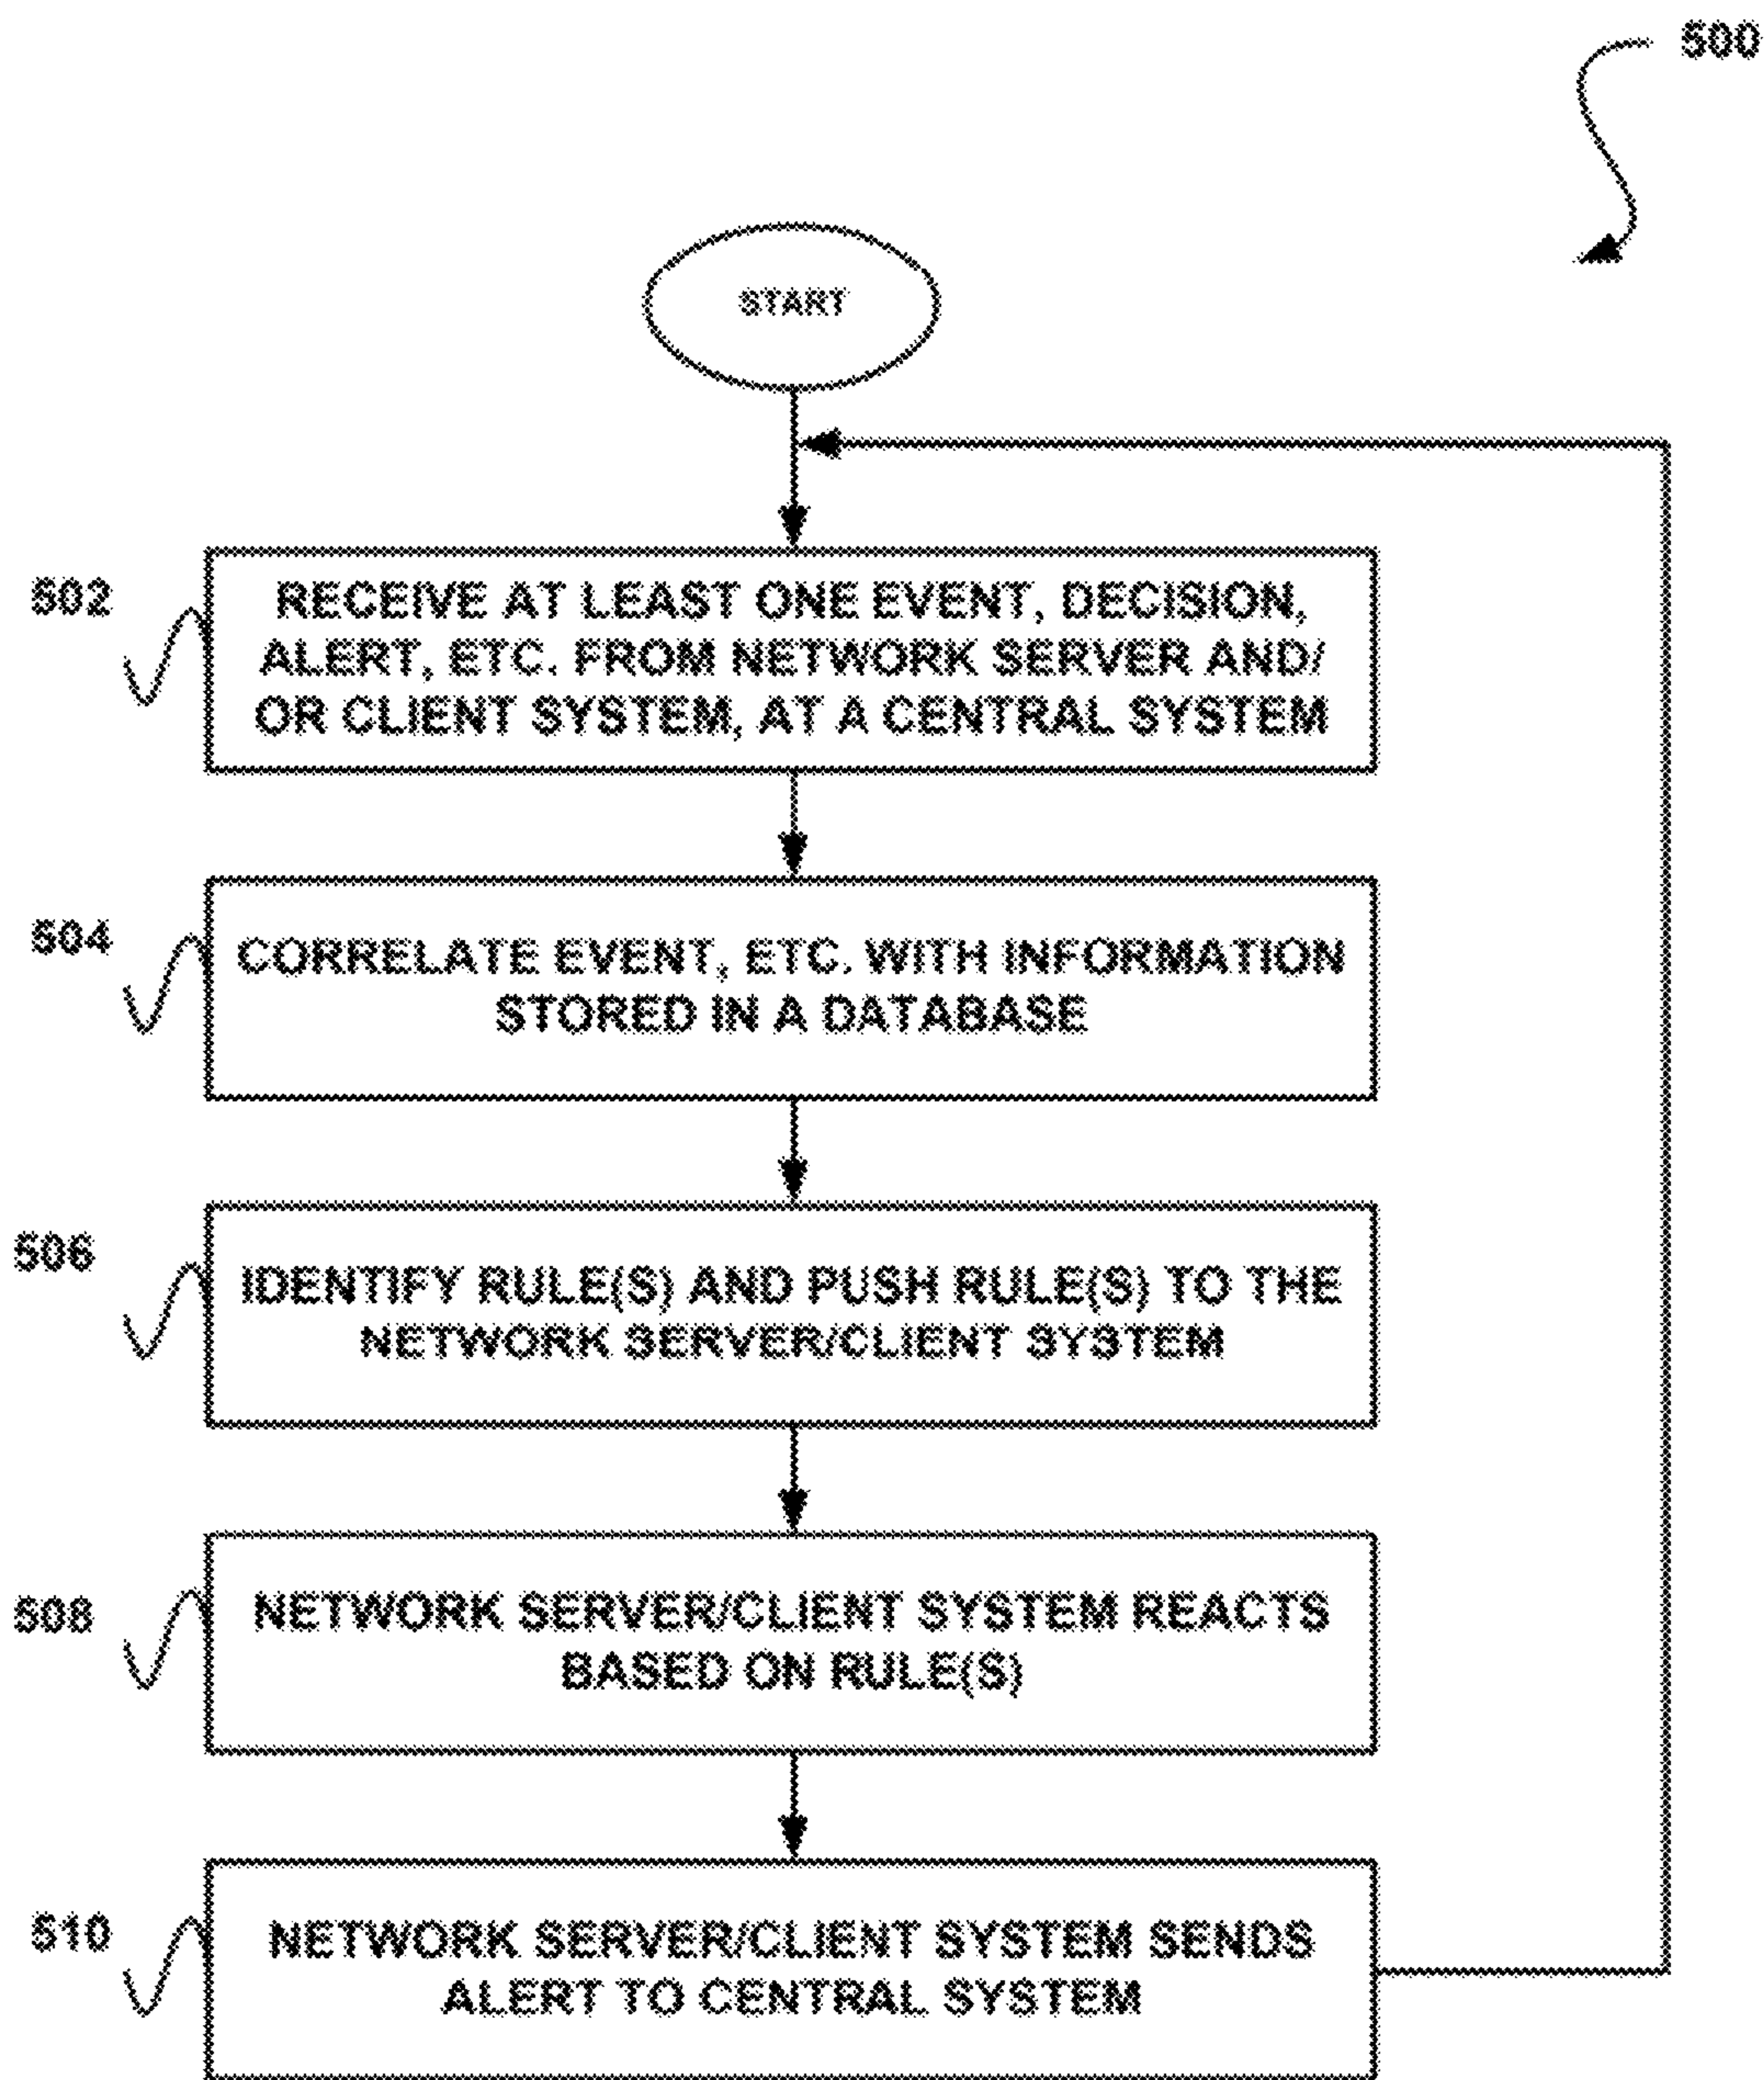 500
START
502
RECEIVE AT LEAST ONE EVENT, DECISION,
ALERT, ETC. FROM NETWORK SERVER AND/
OR CLIENT SYSTEM, AT A CENTRAL SYSTEM
504
CORRELATE EVENT, ETC. WITH INFORMATION
STORED IN A DATABASE
506
IDENTIFY RULE(S) AND PUSH RULE(S) TO THE
NETWORK SERVER/CLIENT SYSTEM
508
NETWORK SERVER/CLIENT SYSTEM REACTS
BASED ON RULE(S)
510
NETWORK SERVER/CLIENT SYSTEM SENDS
ALERT TO CENTRAL SYSTEM